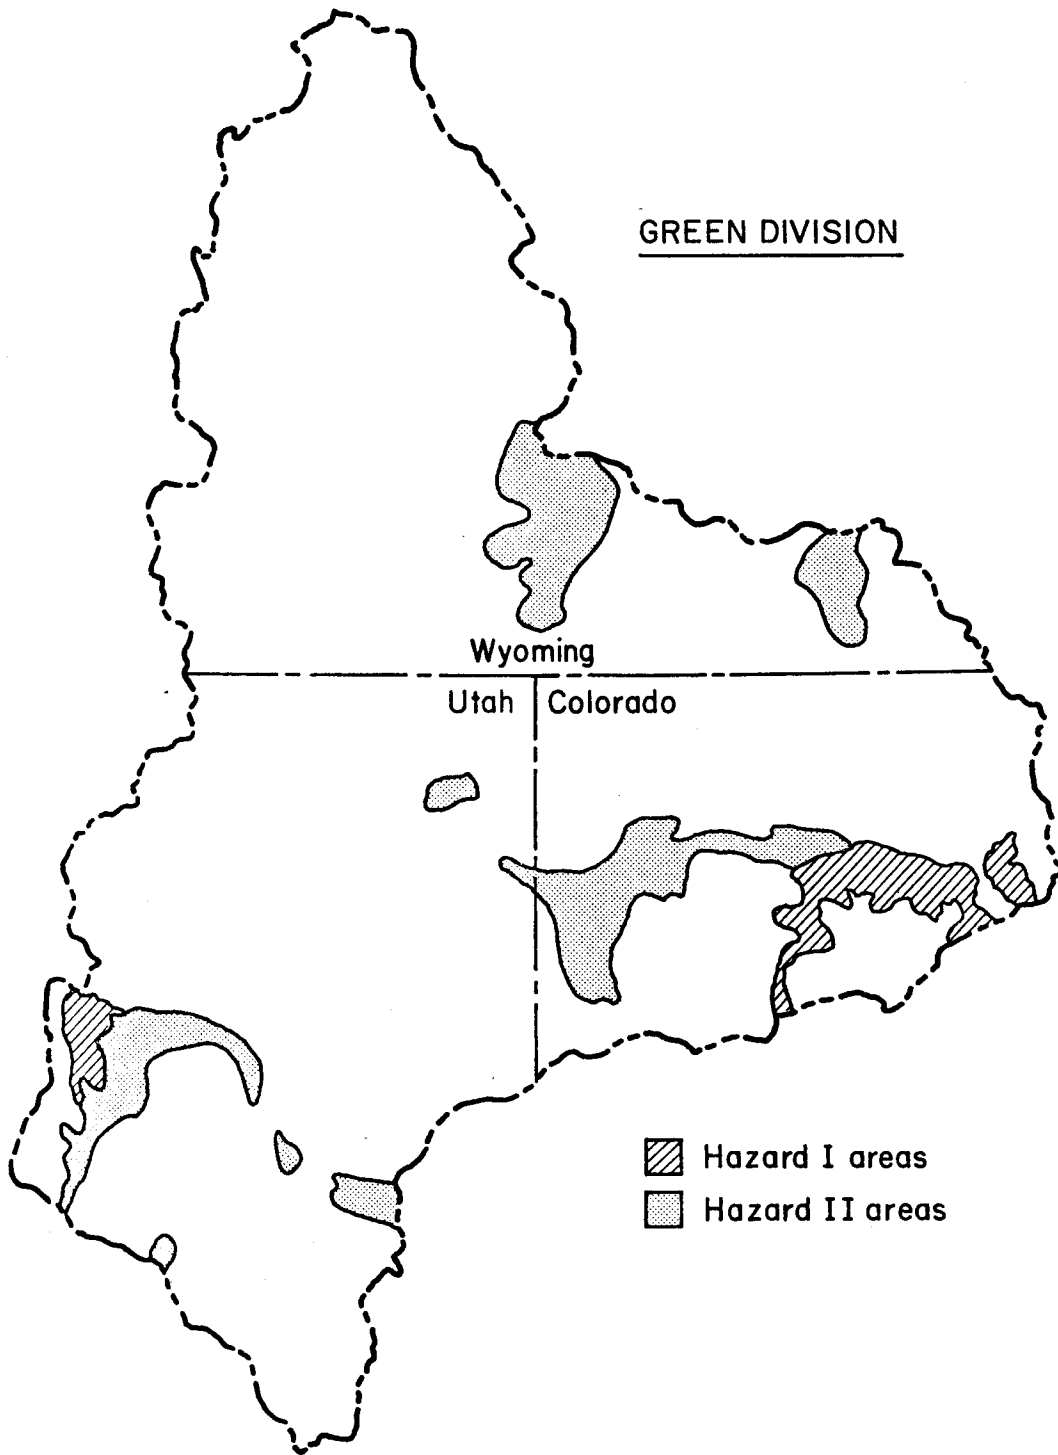 GREEN DIVISION
Wyoming
Utah Colorado
Hazard I areas
Hazard II areas